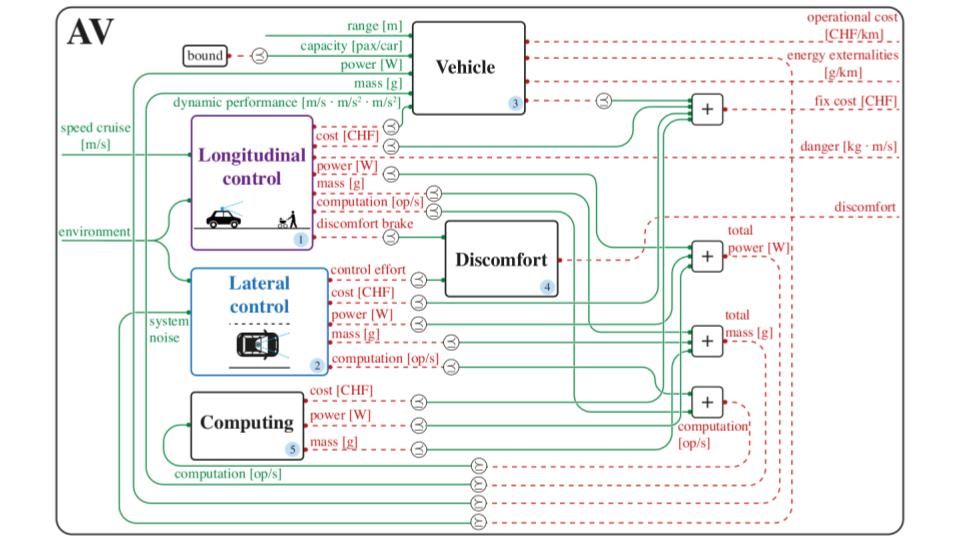 AV
range [m]
capacity [pax/car]
bound
power [W]
mass [g]
dynamic performance [m/s · m/s² · m/s²]
Vehicle
3
operational cost
[CHF/km]
energy externalities
[g/km]
fix cost [CHF]
+
danger [kg · m/s]
discomfort
speed cruise
[m/s]
environment
Longitudinal
control
1
cost [CHF]
power [W]
mass [g]
computation [op/s]
discomfort brake
Discomfort
4
total
power [W]
+
Lateral
control
2
system
noise
control effort
cost [CHF]
power [W]
mass [g]
computation [op/s]
total
mass [g]
+
Computing
5
cost [CHF]
power [W]
mass [g]
+
computation
[op/s]
computation [op/s]